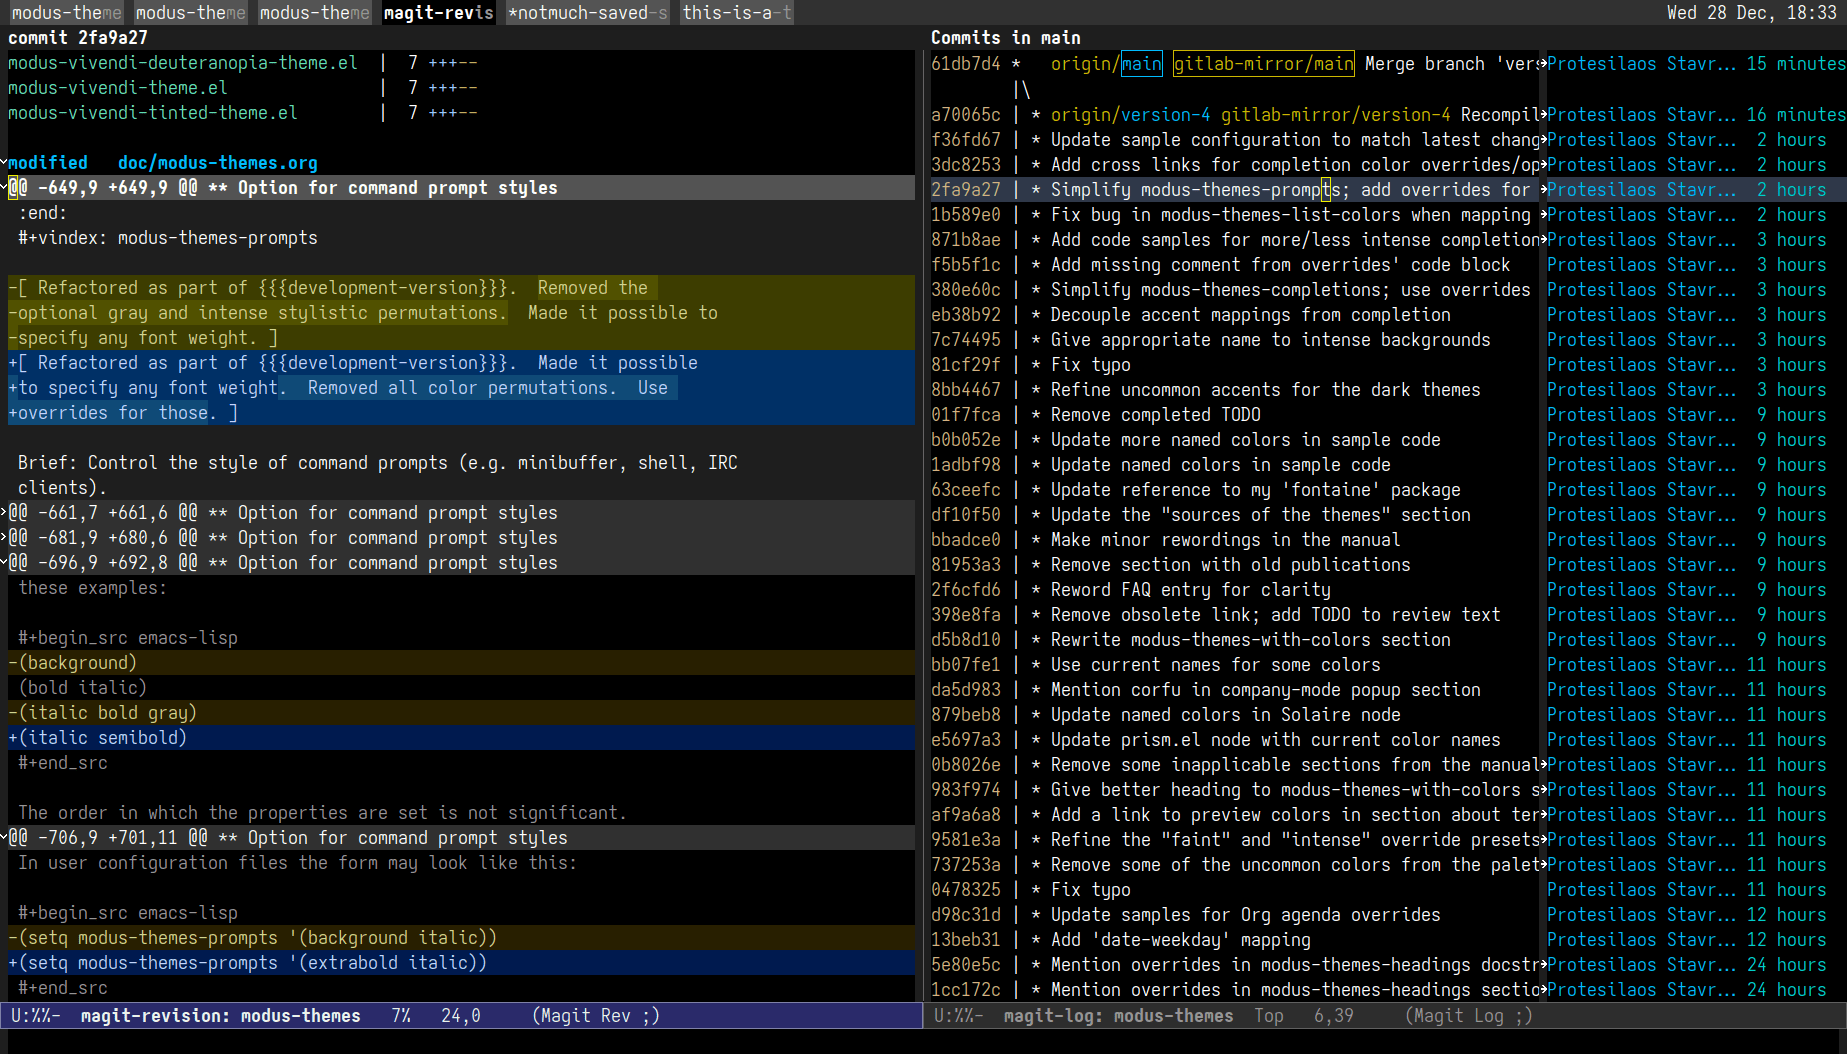 modus-theme modus-theme modus-theme magit-revis *notmuch-saved-s this-is-a-t Wed 28 Dec, 18:33
commit 2fa9a27
modus-vivendi-deuteranopia-theme.el | 7 +++--
modus-vivendi-theme.el | 7 +++--
modus-vivendi-tinted-theme.el | 7 +++--
modified doc/modus-themes.org
@@ -649,9 +649,9 @@ ** Option for command prompt styles
:end:
#+vindex: modus-themes-prompts
-[ Refactored as part of {{{development-version}}}.  Removed the
-optional gray and intense stylistic permutations.  Made it possible to
-specify any font weight. ]
+[ Refactored as part of {{{development-version}}}.  Made it possible
+to specify any font weight.  Removed all color permutations.  Use
+overrides for those. ]
Brief: Control the style of command prompts (e.g. minibuffer, shell, IRC
clients).
@@ -661,7 +661,6 @@ ** Option for command prompt styles
@@ -681,9 +680,6 @@ ** Option for command prompt styles
@@ -696,9 +692,8 @@ ** Option for command prompt styles
these examples:
#+begin_src emacs-lisp
-(background)
(bold italic)
-(italic bold gray)
+(italic semibold)
#+end_src
The order in which the properties are set is not significant.
@@ -706,9 +701,11 @@ ** Option for command prompt styles
In user configuration files the form may look like this:
#+begin_src emacs-lisp
-(setq modus-themes-prompts '(background italic))
+(setq modus-themes-prompts '(extrabold italic))
#+end_src
U:%%-  magit-revision: modus-themes   7%   24,0     (Magit Rev ;)
Commits in main
61db7d4 *   origin/main gitlab-mirror/main Merge branch 'vers Protesilaos Stavr... 15 minutes
|\
a70065c | * origin/version-4 gitlab-mirror/version-4 Recompil Protesilaos Stavr... 16 minutes
f36fd67 | * Update sample configuration to match latest chang Protesilaos Stavr...  2 hours
3dc8253 | * Add cross links for completion color overrides/op Protesilaos Stavr...  2 hours
2fa9a27 | * Simplify modus-themes-prompts; add overrides for Protesilaos Stavr...  2 hours
1b589e0 | * Fix bug in modus-themes-list-colors when mapping Protesilaos Stavr...  2 hours
871b8ae | * Add code samples for more/less intense completion Protesilaos Stavr...  3 hours
f5b5f1c | * Add missing comment from overrides' code block Protesilaos Stavr...  3 hours
380e60c | * Simplify modus-themes-completions; use overrides Protesilaos Stavr...  3 hours
eb38b92 | * Decouple accent mappings from completion Protesilaos Stavr...  3 hours
7c74495 | * Give appropriate name to intense backgrounds Protesilaos Stavr...  3 hours
81cf29f | * Fix typo Protesilaos Stavr...  3 hours
8bb4467 | * Refine uncommon accents for the dark themes Protesilaos Stavr...  3 hours
01f7fca | * Remove completed TODO Protesilaos Stavr...  9 hours
b0b052e | * Update more named colors in sample code Protesilaos Stavr...  9 hours
1adbf98 | * Update named colors in sample code Protesilaos Stavr...  9 hours
63ceefc | * Update reference to my 'fontaine' package Protesilaos Stavr...  9 hours
df10f50 | * Update the "sources of the themes" section Protesilaos Stavr...  9 hours
bbadce0 | * Make minor rewordings in the manual Protesilaos Stavr...  9 hours
81953a3 | * Remove section with old publications Protesilaos Stavr...  9 hours
2f6cfd6 | * Reword FAQ entry for clarity Protesilaos Stavr...  9 hours
398e8fa | * Remove obsolete link; add TODO to review text Protesilaos Stavr...  9 hours
d5b8d10 | * Rewrite modus-themes-with-colors section Protesilaos Stavr...  9 hours
bb07fe1 | * Use current names for some colors Protesilaos Stavr... 11 hours
da5d983 | * Mention corfu in company-mode popup section Protesilaos Stavr... 11 hours
879beb8 | * Update named colors in Solaire node Protesilaos Stavr... 11 hours
e5697a3 | * Update prism.el node with current color names Protesilaos Stavr... 11 hours
0b8026e | * Remove some inapplicable sections from the manual Protesilaos Stavr... 11 hours
983f974 | * Give better heading to modus-themes-with-colors s Protesilaos Stavr... 11 hours
af9a6a8 | * Add a link to preview colors in section about ter Protesilaos Stavr... 11 hours
9581e3a | * Refine the "faint" and "intense" override presets Protesilaos Stavr... 11 hours
737253a | * Remove some of the uncommon colors from the palet Protesilaos Stavr... 11 hours
0478325 | * Fix typo Protesilaos Stavr... 11 hours
d98c31d | * Update samples for Org agenda overrides Protesilaos Stavr... 12 hours
13beb31 | * Add 'date-weekday' mapping Protesilaos Stavr... 12 hours
5e80e5c | * Mention overrides in modus-themes-headings docstr Protesilaos Stavr... 24 hours
1cc172c | * Mention overrides in modus-themes-headings sectio Protesilaos Stavr... 24 hours
U:%%-  magit-log: modus-themes  Top   6,39     (Magit Log ;)